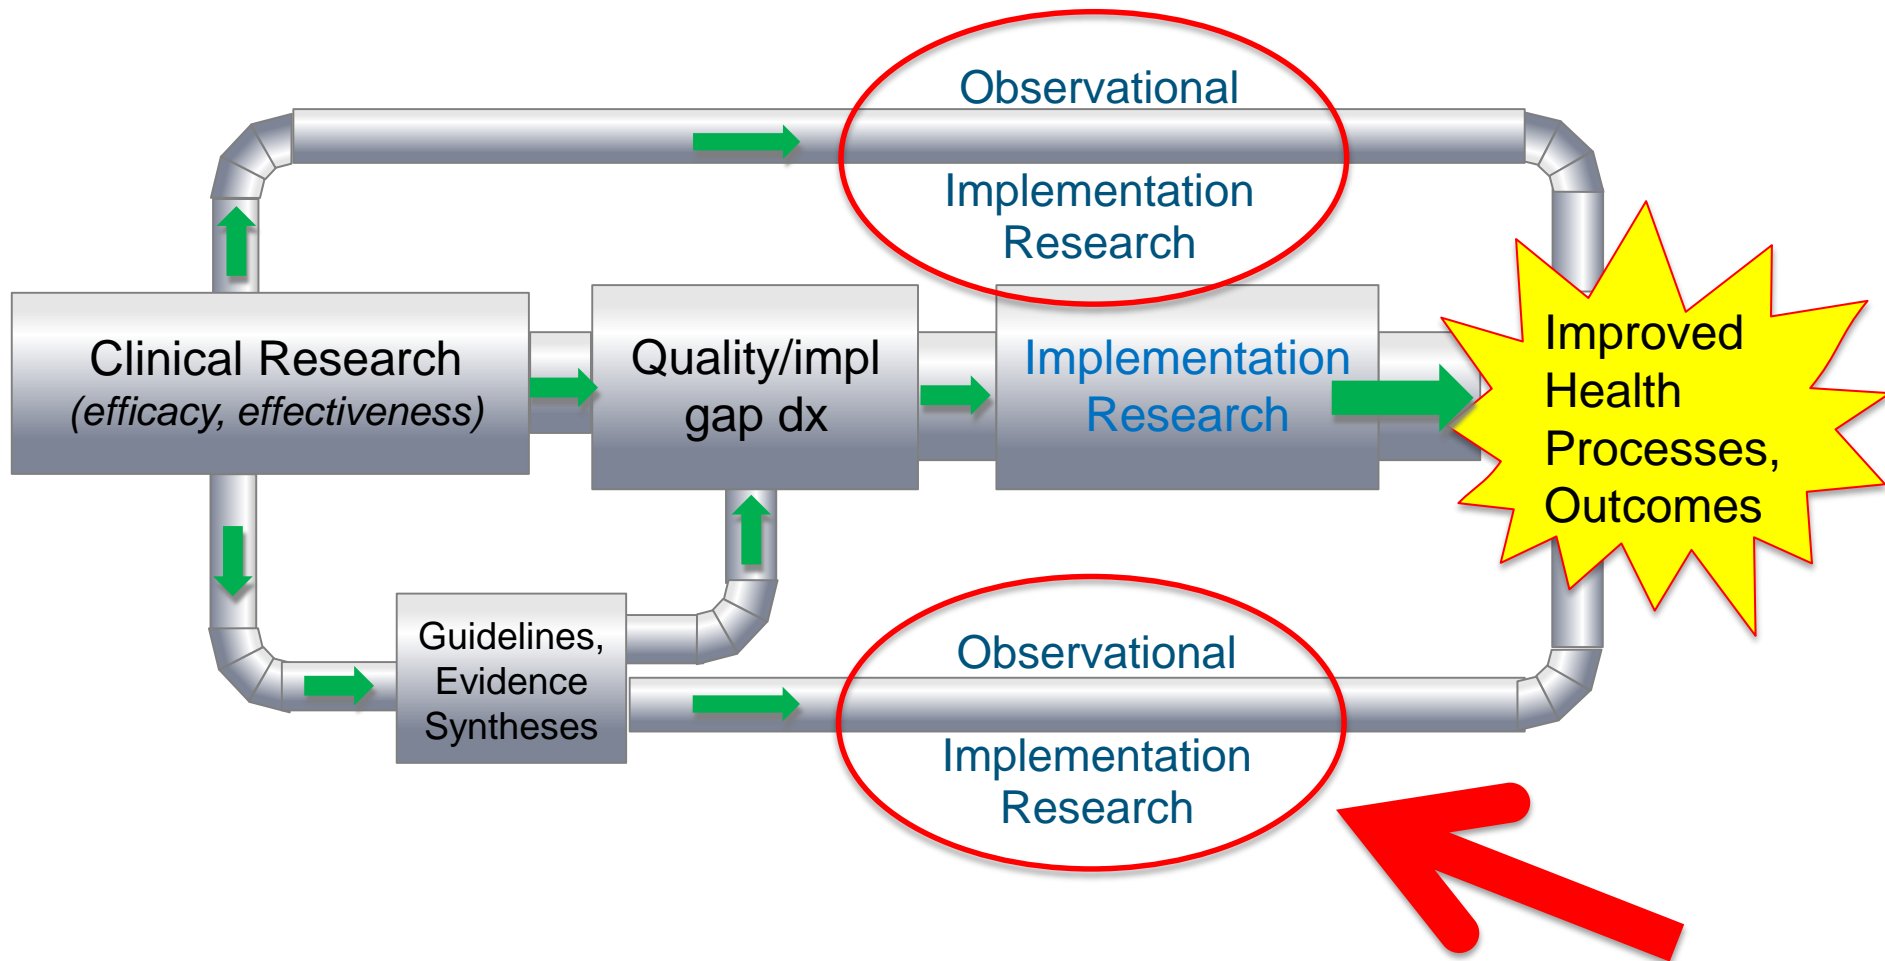 Observational
Implementation
Research
Clinical Research
(efficacy, effectiveness)
Quality/impl
gap dx
Implementation
Research
Improved
Health
Processes,
Outcomes
Guidelines,
Evidence
Syntheses
Observational
Implementation
Research